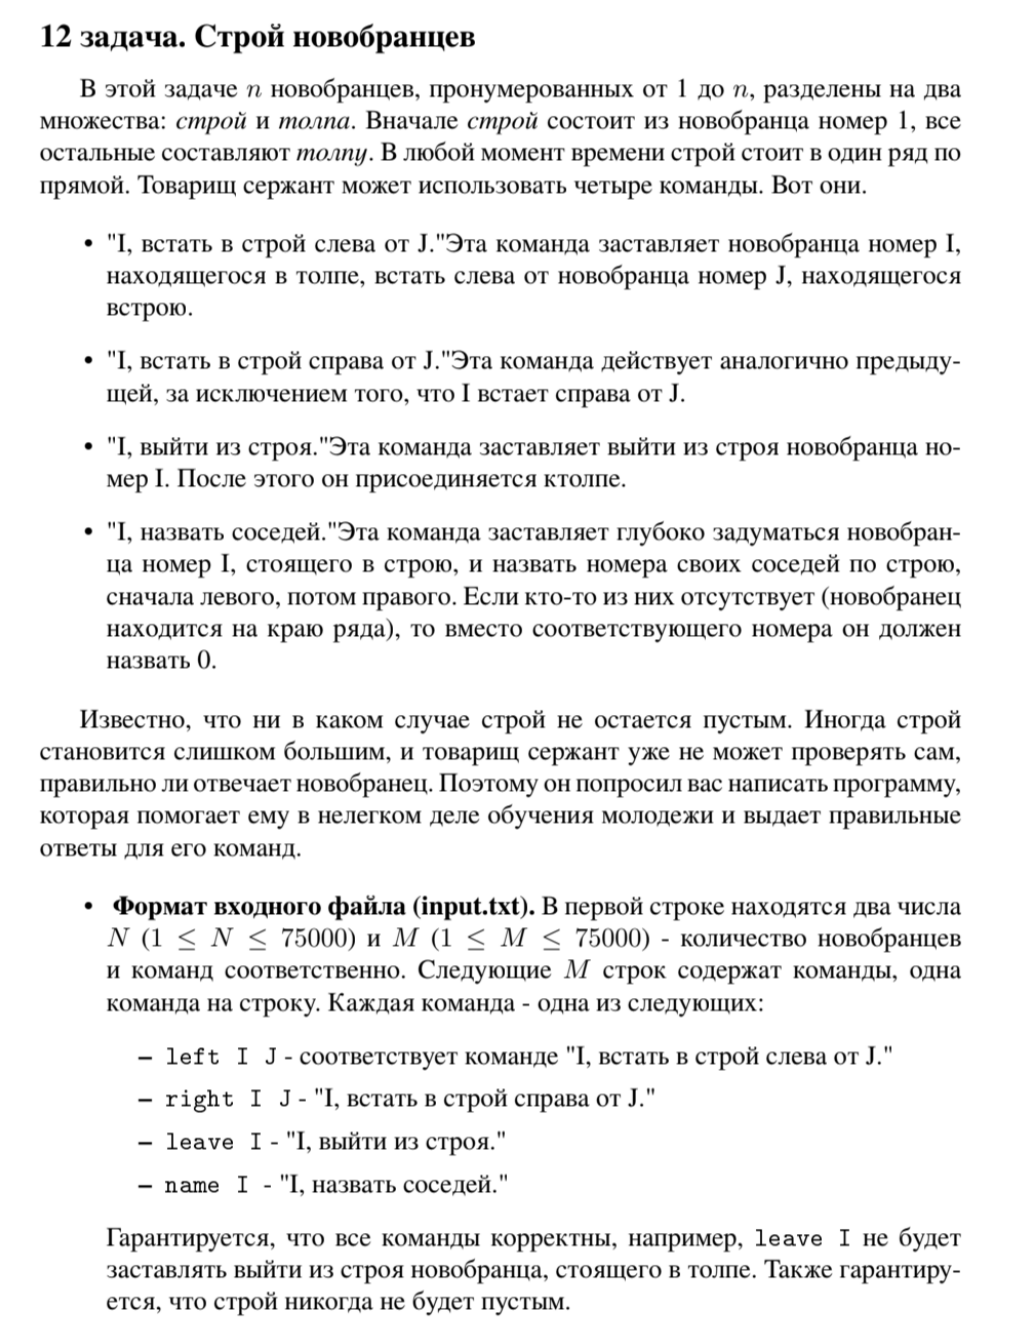 12 задача. Строй новобранцев
В этой задаче n новобранцев, пронумерованных от 1 до n, разделены на два
множества: строй и толпа. Вначале строй состоит из новобранца номер 1, все
остальные составляют толпу. В любой момент времени строй стоит в один ряд по
прямой. Товарищ сержант может использовать четыре команды. Вот они.
• "I, встать в строй слева от J."Эта команда заставляет новобранца номер I,
находящегося в толпе, встать слева от новобранца номер J, находящегося
встрою.
• "I, встать в строй справа от J."Эта команда действует аналогично предыду-
щей, за исключением того, что I встает справа от J.
• "I, выйти из строя."Эта команда заставляет выйти из строя новобранца но-
мер I. После этого он присоединяется ктолпе.
• "I, назвать соседей."Эта команда заставляет глубоко задуматься новобран-
ца номер I, стоящего в строю, и назвать номера своих соседей по строю,
сначала левого, потом правого. Если кто-то из них отсутствует (новобранец
находится на краю ряда), то вместо соответствующего номера он должен
назвать 0.
Известно, что ни в каком случае строй не остается пустым. Иногда строй
становится слишком большим, и товарищ сержант уже не может проверять сам,
правильно ли отвечает новобранец. Поэтому он попросил вас написать программу,
которая помогает ему в нелегком деле обучения молодежи и выдает правильные
ответы для его команд.
• Формат входного файла (input.txt). В первой строке находятся два числа
N (1 ≤ N ≤ 75000) и M (1 ≤ M ≤ 75000) - количество новобранцев
и команд соответственно. Следующие M строк содержат команды, одна
команда на строку. Каждая команда - одна из следующих:
– left I J - соответствует команде "I, встать в строй слева от J."
– right I J - "I, встать в строй справа от J."
– leave I - "I, выйти из строя."
– name I - "I, назвать соседей."
Гарантируется, что все команды корректны, например, leave I не будет
заставлять выйти из строя новобранца, стоящего в толпе. Также гарантиру-
ется, что строй никогда не будет пустым.